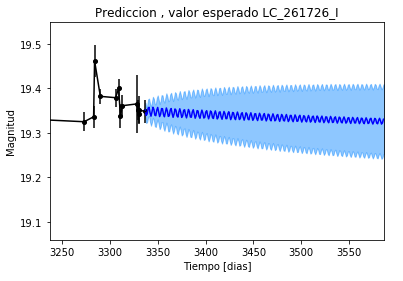 Prediccion , valor esperado LC_261726_I
19.5
19.4
19.3
19.2
19.1
Magnitud
3250 3300 3350 3400 3450 3500 3550
Tiempo [dias]